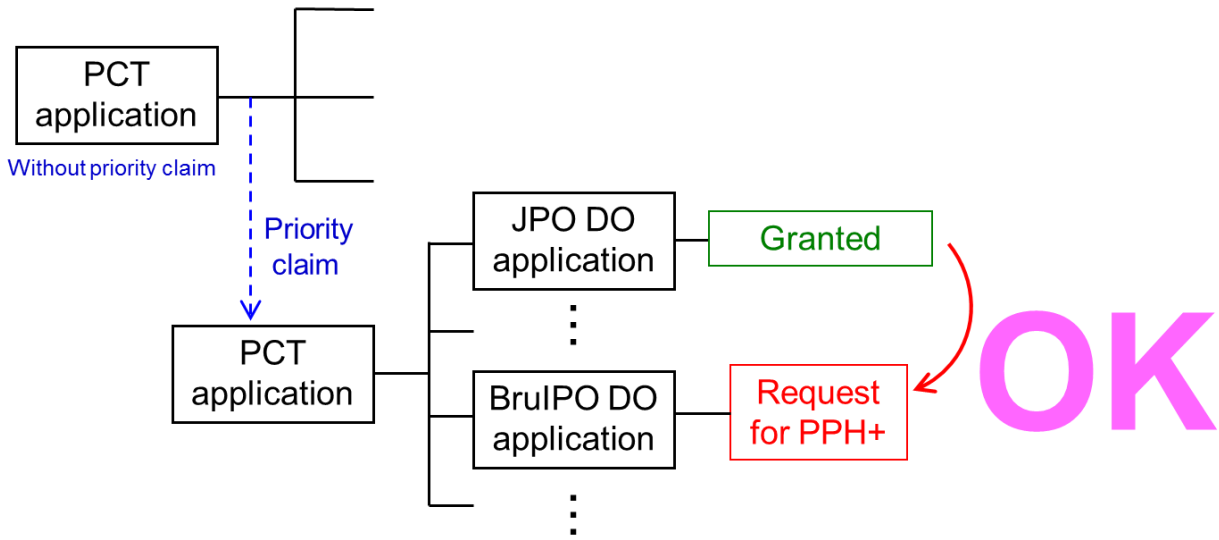 PCT
application
Without priority claim
Priority
claim
JPO DO
application
Granted
PCT
application
BruIPO DO
application
Request
for PPH+
OK